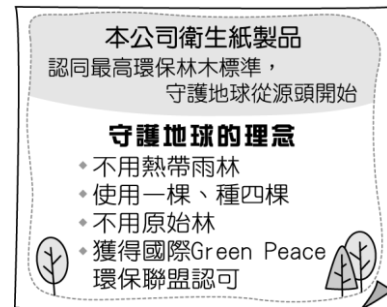 本公司衛生紙製品
認同最高環保林木標準，
守護地球從源頭開始
守護地球的理念
◆不用熱帶雨林
◆使用一棵、種四棵
◆不用原始林
◆獲得國際Green Peace
環保聯盟認可